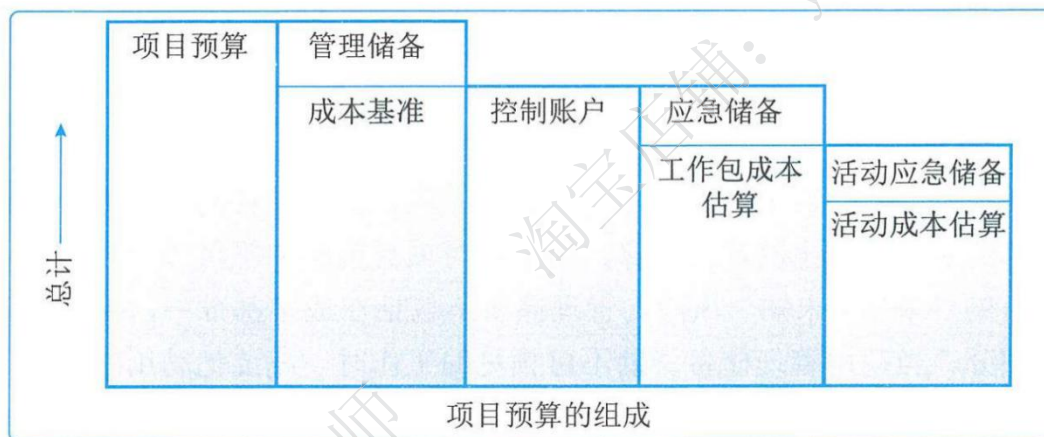 项目预算
管理储备
成本基准
控制账户
应急储备
工作包成本
估算
活动应急储备
活动成本估算
总计
项目预算的组成
淘宝店铺：
师